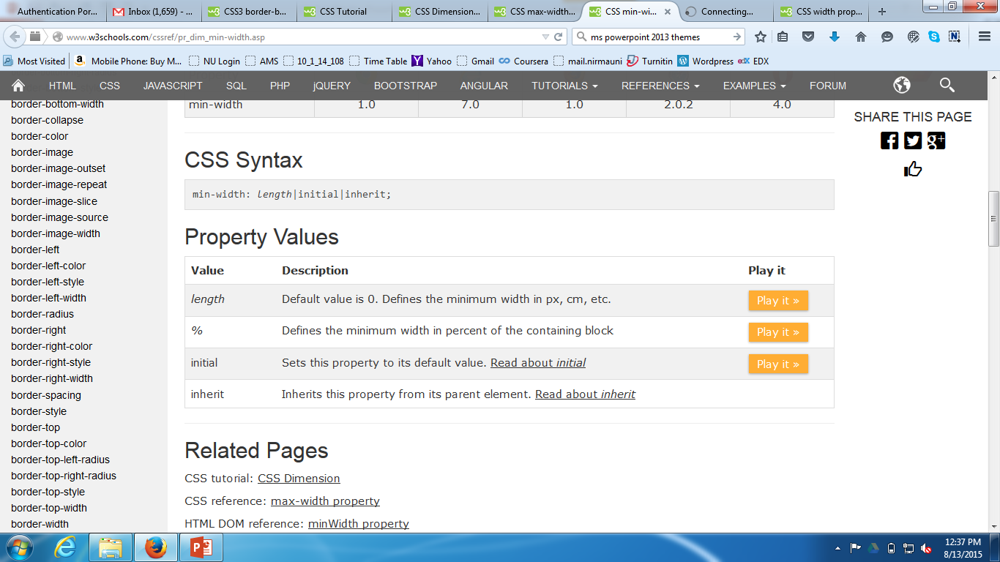 Authentication Por...
Inbox (1,659) - ...
CSS3 border-b...
CSS Tutorial
CSS Dimension...
CSS max-width...
CSS min-wi...
Connecting...
CSS width prop...
www.w3schools.com/cssref/pr_dim_min-width.asp
ms powerpoint 2013 themes
Most Visited
Mobile Phone: Buy M...
NU Login
AMS
10_1_14_108
Time Table
Yahoo
Gmail
Coursera
mail.nirmauni
Turnitin
Wordpress
EDX
HTML CSS JAVASCRIPT SQL PHP jQUERY BOOTSTRAP ANGULAR TUTORIALS REFERENCES EXAMPLES FORUM
border-bottom-width
border-collapse
border-color
border-image
border-image-outset
border-image-repeat
border-image-slice
border-image-source
border-image-width
border-left
border-left-color
border-left-style
border-left-width
border-radius
border-right
border-right-color
border-right-style
border-right-width
border-spacing
border-style
border-top
border-top-color
border-top-left-radius
border-top-right-radius
border-top-style
border-top-width
border-width
min-width 1.0 7.0 1.0 2.0.2 4.0
CSS Syntax
min-width: length|initial|inherit;
Property Values
Value Description Play it
length Default value is 0. Defines the minimum width in px, cm, etc. Play it »
% Defines the minimum width in percent of the containing block Play it »
initial Sets this property to its default value. Read about initial Play it »
inherit Inherits this property from its parent element. Read about inherit
Related Pages
CSS tutorial: CSS Dimension
CSS reference: max-width property
HTML DOM reference: minWidth property
SHARE THIS PAGE
12:37 PM
8/13/2015